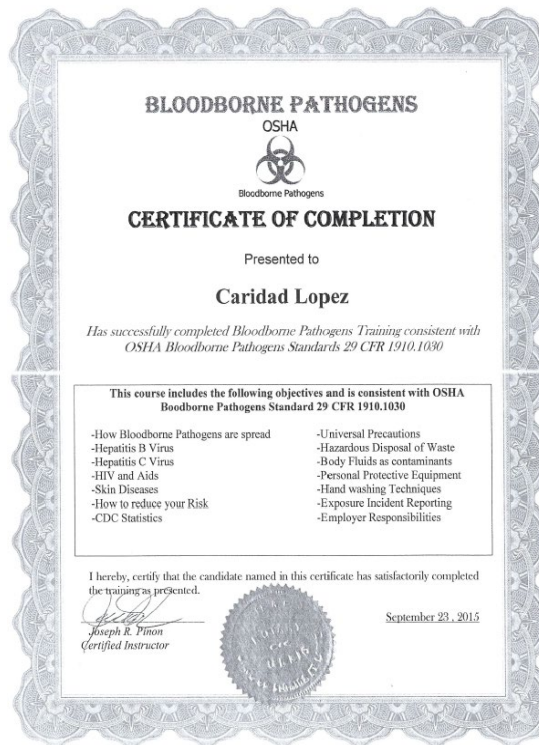 BLOODBORNE PATHOGENS
OSHA
Bloodborne Pathogens
CERTIFICATE OF COMPLETION
Presented to
Caridad Lopez
Has successfully completed Bloodborne Pathogens Training consistent with
OSHA Bloodborne Pathogens Standards 29 CFR 1910.1030
This course includes the following objectives and is consistent with OSHA
Boodborne Pathogens Standard 29 CFR 1910.1030
-How Bloodborne Pathogens are spread
-Hepatitis B Virus
-Hepatitis C Virus
-HIV and Aids
-Skin Diseases
-How to reduce your Risk
-CDC Statistics
-Universal Precautions
-Hazardous Disposal of Waste
-Body Fluids as contaminants
-Personal Protective Equipment
-Hand washing Techniques
-Exposure Incident Reporting
-Employer Responsibilities
I hereby, certify that the candidate named in this certificate has satisfactorily completed
the training as presented.
Joseph R. Pinon
Certified Instructor
September 23 , 2015